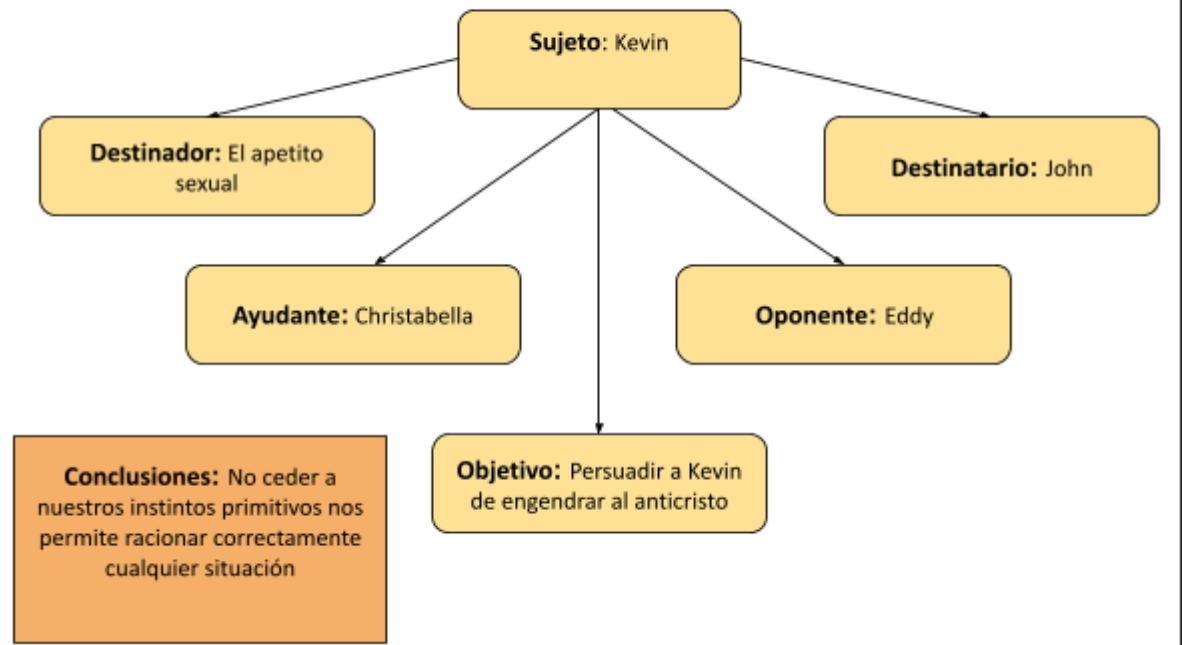 Sujeto: Kevin
Destinador: El apetito
sexual
Destinatario: John
Ayudante: Christabella
Oponente: Eddy
Conclusiones: No ceder a
nuestros instintos primitivos nos
permite racionar correctamente
cualquier situación
Objetivo: Persuadir a Kevin
de engendrar al anticristo